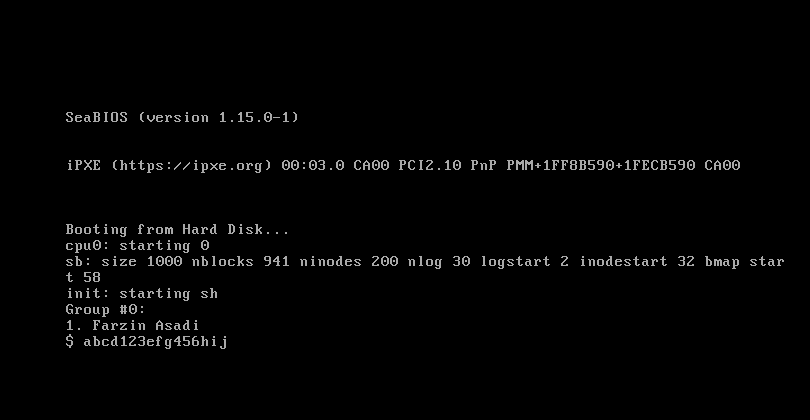 SeaBIOS (version 1.15.0-1)
iPXE (https://ipxe.org) 00:03.0 CA00 PCI2.10 PnP PMM+1FF8B590+1FECB590 CA00
Booting from Hard Disk...
cpu0: starting 0
sb: size 1000 nblocks 941 ninodes 200 nlog 30 logstart 2 inodestart 32 bmap star
t 58
init: starting sh
Group #0:
1. Farzin Asadi
$ abcd123efg456hij